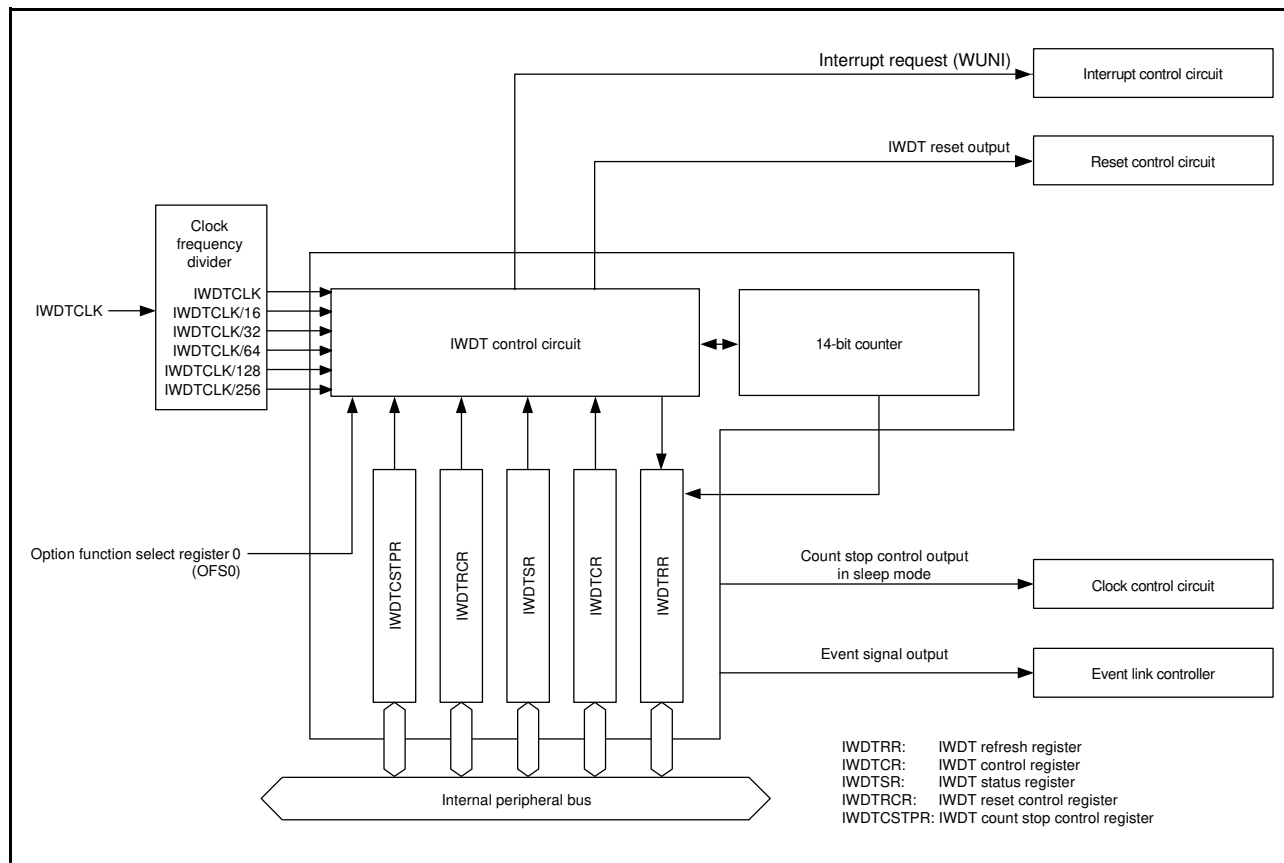 Interrupt request (WUNI)
Interrupt control circuit
IWDT reset output
Reset control circuit
Clock
frequency
divider
IWDTCLK
IWDTCLK
IWDTCLK/16
IWDTCLK/32
IWDTCLK/64
IWDTCLK/128
IWDTCLK/256
IWDT control circuit
14-bit counter
Option function select register 0
(OFS0)
IWDTCSTPR
IWDTRCR
IWDTSR
IWDTCR
IWDTRR
Count stop control output
in sleep mode
Clock control circuit
Event signal output
Event link controller
Internal peripheral bus
IWDTRR: IWDT refresh register
IWDTCR: IWDT control register
IWDTSR: IWDT status register
IWDTRCR: IWDT reset control register
IWDTCSTPR: IWDT count stop control register